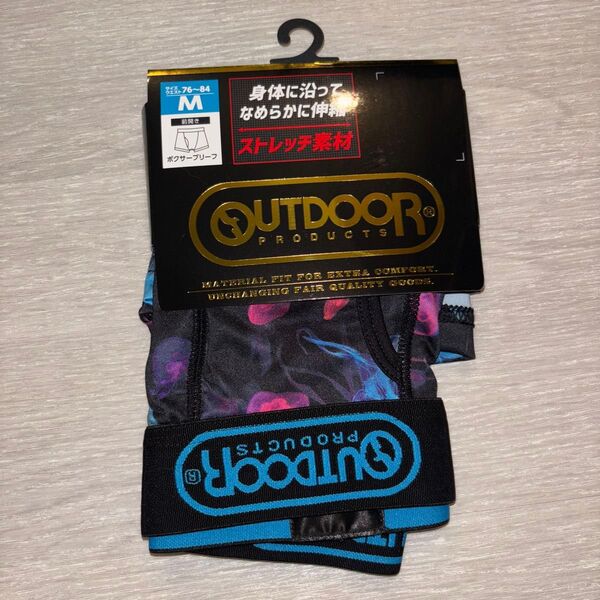 サイズ
ウエスト 76〜84
M
前開き
ボクサーブリーフ
身体に沿って
なめらかに伸縮
ストレッチ素材
OUTDOOR®
PRODUCTS
MATERIAL FIT FOR EXTRA COMFORT.
UNCHANGING FAIR QUALITY GOODS.
OUTDOOR®
PRODUCTS